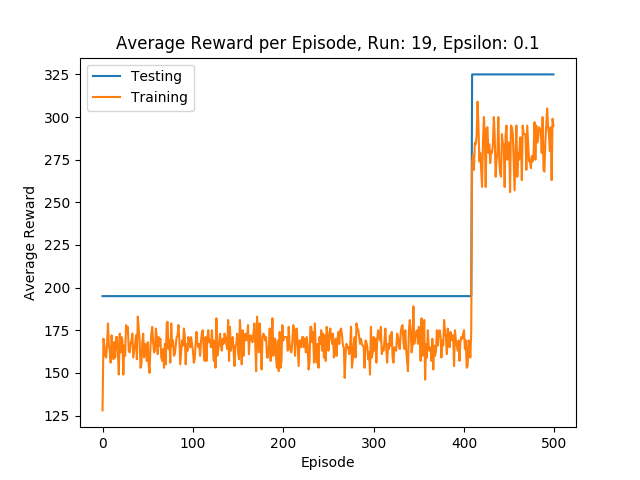 Average Reward per Episode, Run: 19, Epsilon: 0.1
Testing
Training
Average Reward
325
300
275
250
225
200
175
150
125
0 100 200 300 400 500
Episode